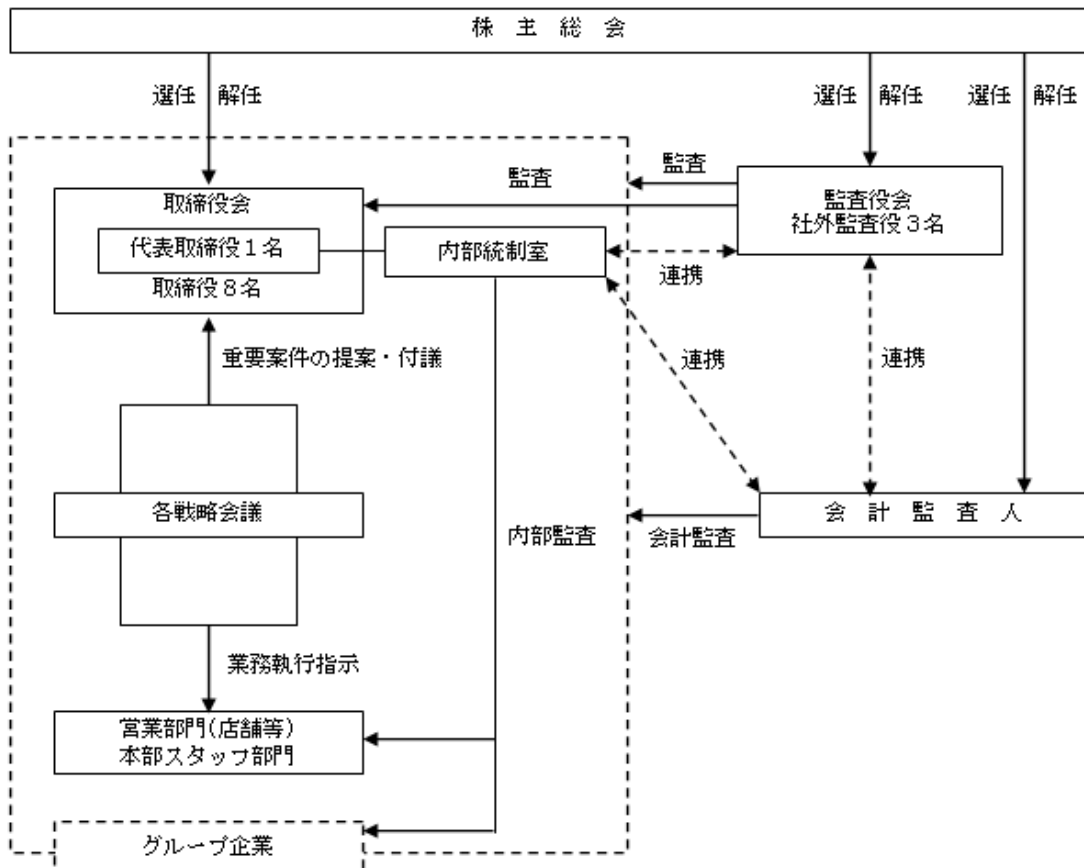 株主総会
選任 解任
選任 解任
選任 解任
監査
監査
取締役会
代表取締役1名
取締役8名
内部統制室
監査役会
社外監査役3名
連携
重要案件の提案・付議
連携
連携
各戦略会議
会計監査人
内部監査
会計監査
業務執行指示
営業部門(店舗等)
本部スタッフ部門
グループ企業